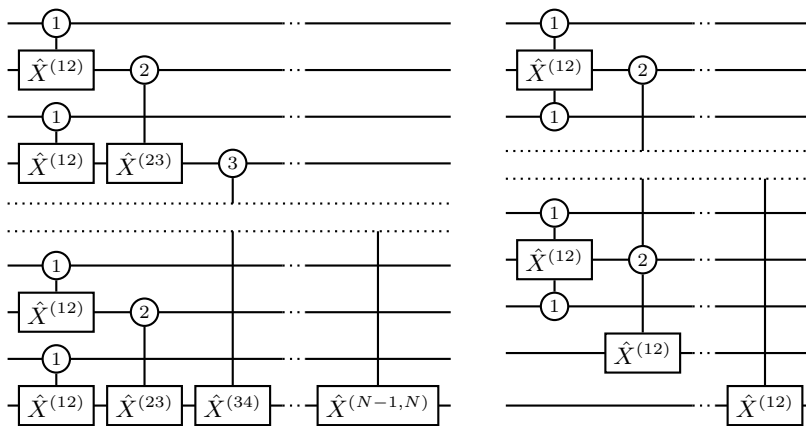 1 ··· 1
X̂^(12) 2 ··· X̂^(12) 2 ···
1 ··· 1 ···
X̂^(12) X̂^(23) 3 ···
1 ··· 1 ···
X̂^(12) 2 ··· X̂^(12) 2 ···
1 ··· 1 ···
X̂^(12) ···
X̂^(12) X̂^(23) X̂^(34) ··· X̂^(N−1,N) X̂^(12)